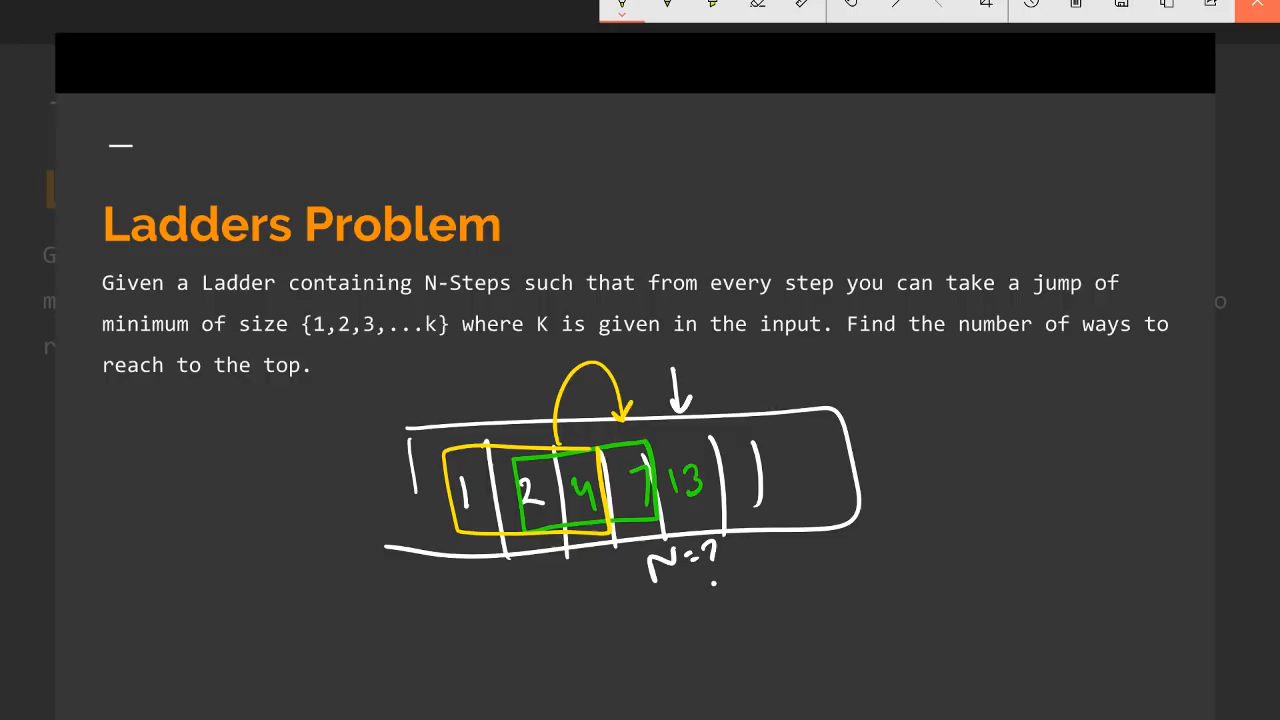 Ladders Problem
Given a Ladder containing N-Steps such that from every step you can take a jump of
minimum of size {1,2,3,...k} where K is given in the input. Find the number of ways to
reach to the top.
1 2 4 7 13
N=?